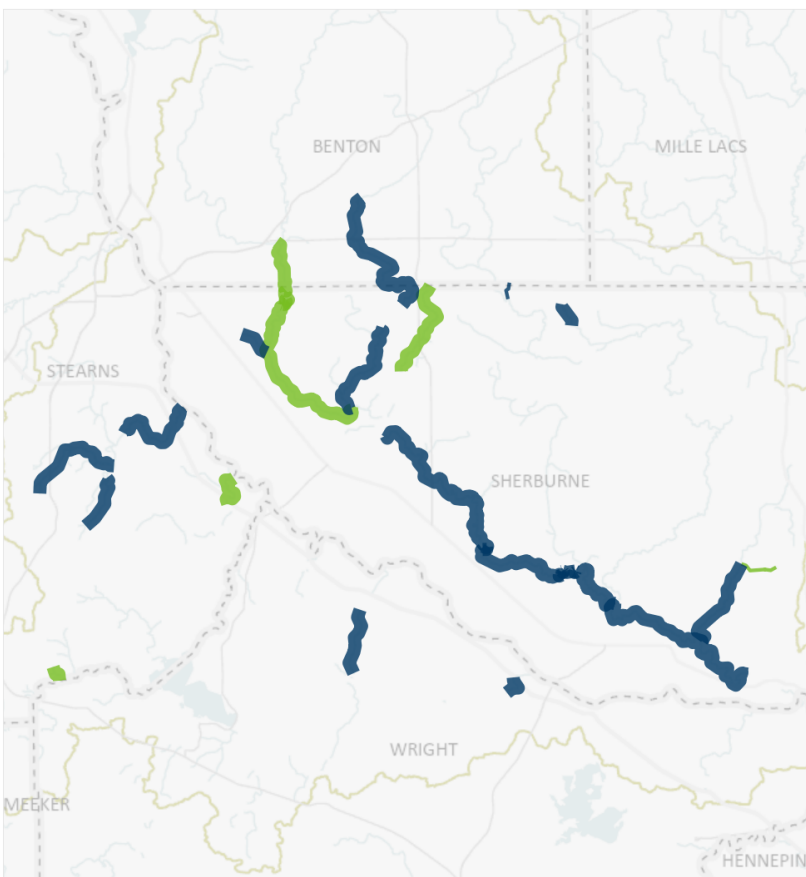 BENTON
MILLE LACS
STEARNS
SHERBURNE
WRIGHT
MEEKER
HENNEPIN